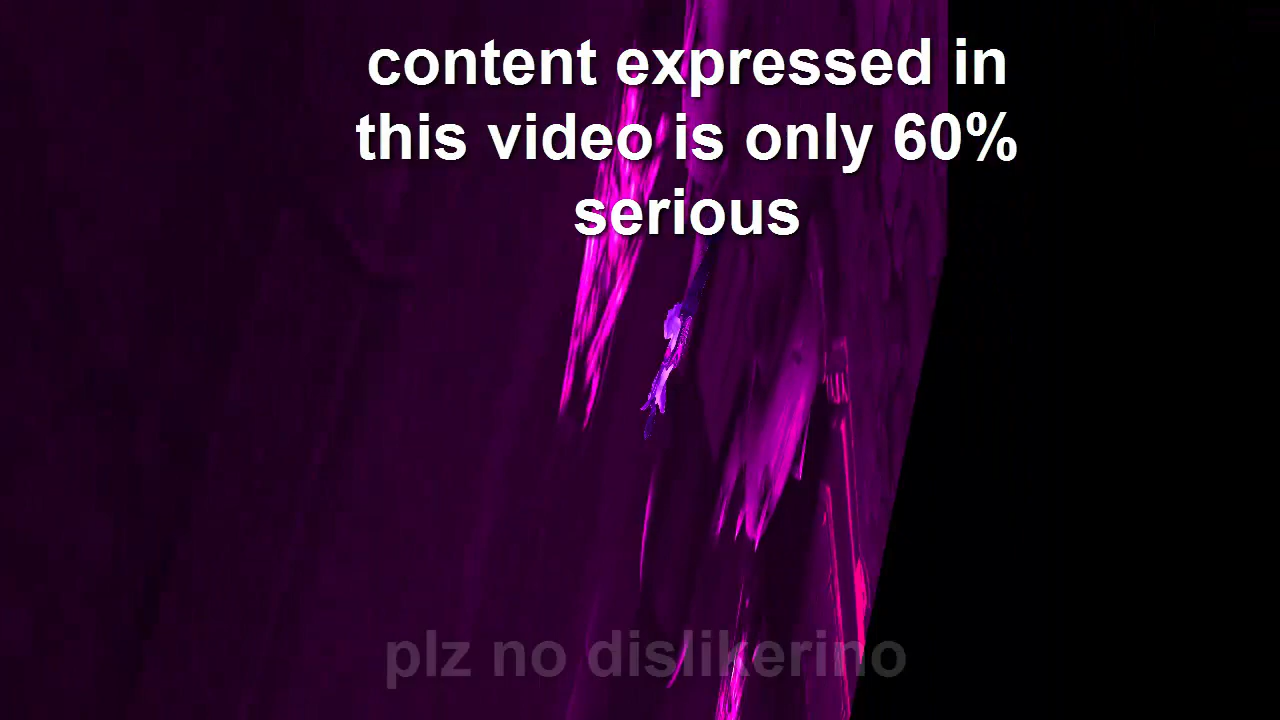 content expressed in
this video is only 60%
serious
plz no dislikerino